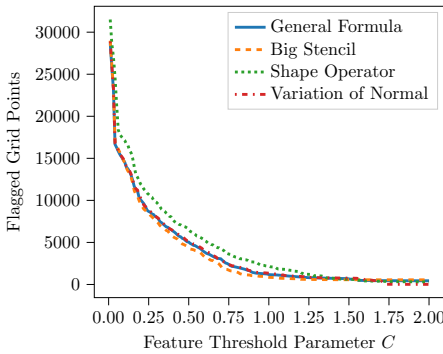 General Formula
Big Stencil
Shape Operator
Variation of Normal
Flagged Grid Points
30000
25000
20000
15000
10000
5000
0
0.00 0.25 0.50 0.75 1.00 1.25 1.50 1.75 2.00
Feature Threshold Parameter C